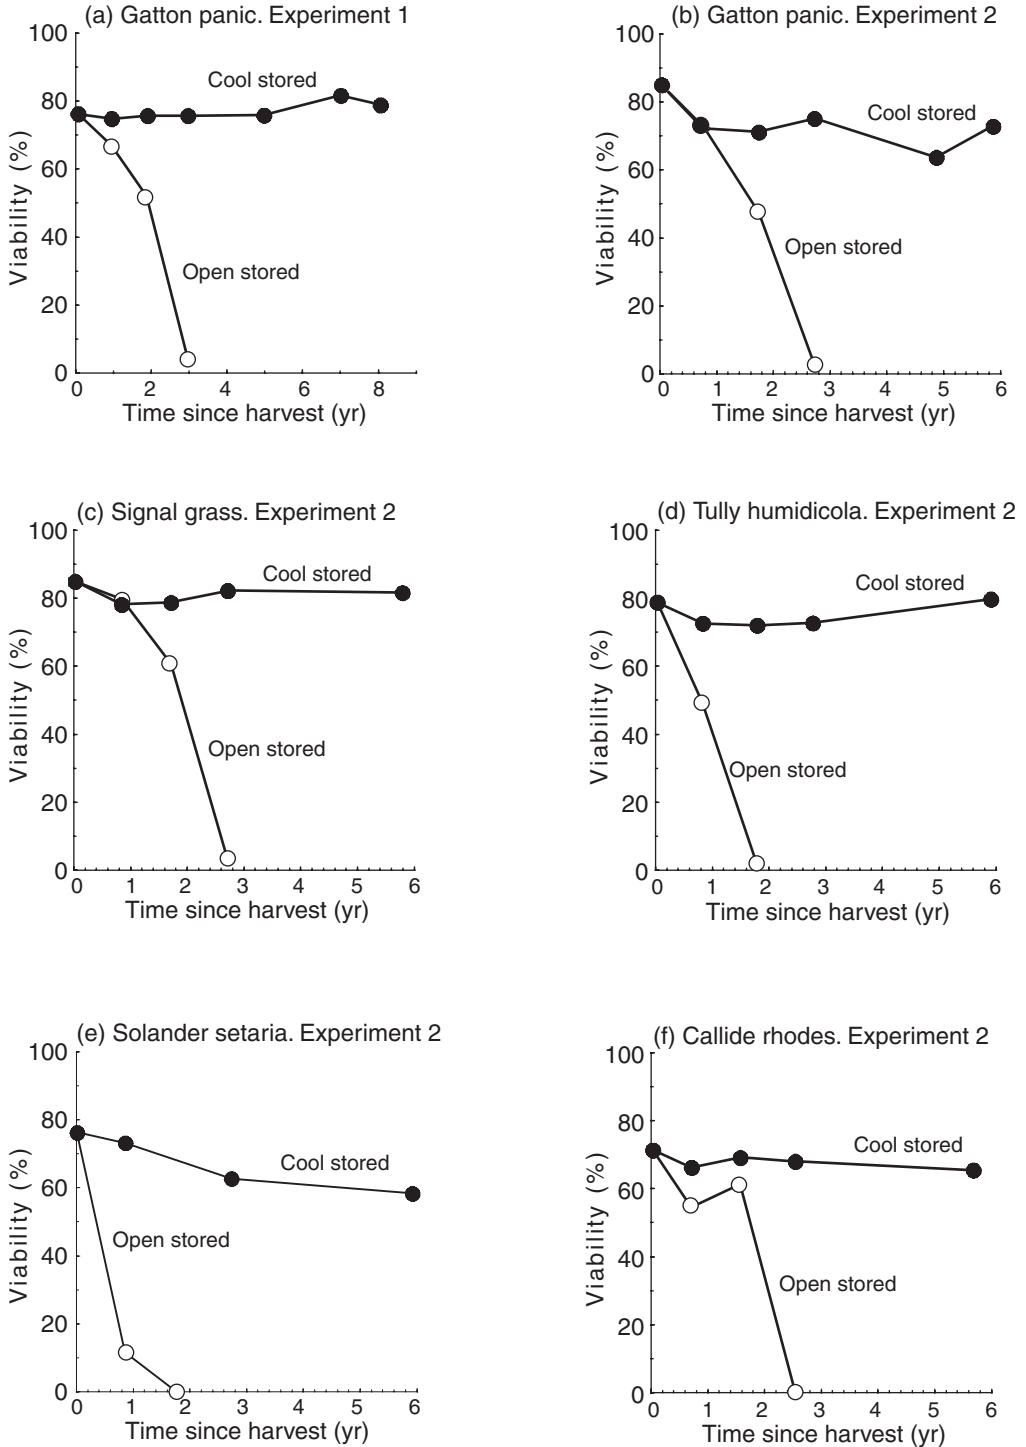 (a) Gatton panic. Experiment 1
100
80
60
40
20
0
Viability (%)
Cool stored
Open stored
0 2 4 6 8
Time since harvest (yr)
(b) Gatton panic. Experiment 2
100
80
60
40
20
0
Viability (%)
Cool stored
Open stored
0 1 2 3 4 5 6
Time since harvest (yr)
(c) Signal grass. Experiment 2
100
80
60
40
20
0
Viability (%)
Cool stored
Open stored
0 1 2 3 4 5 6
Time since harvest (yr)
(d) Tully humidicola. Experiment 2
100
80
60
40
20
0
Viability (%)
Cool stored
Open stored
0 1 2 3 4 5 6
Time since harvest (yr)
(e) Solander setaria. Experiment 2
100
80
60
40
20
0
Viability (%)
Cool stored
Open stored
0 1 2 3 4 5 6
Time since harvest (yr)
(f) Callide rhodes. Experiment 2
100
80
60
40
20
0
Viability (%)
Cool stored
Open stored
0 1 2 3 4 5 6
Time since harvest (yr)